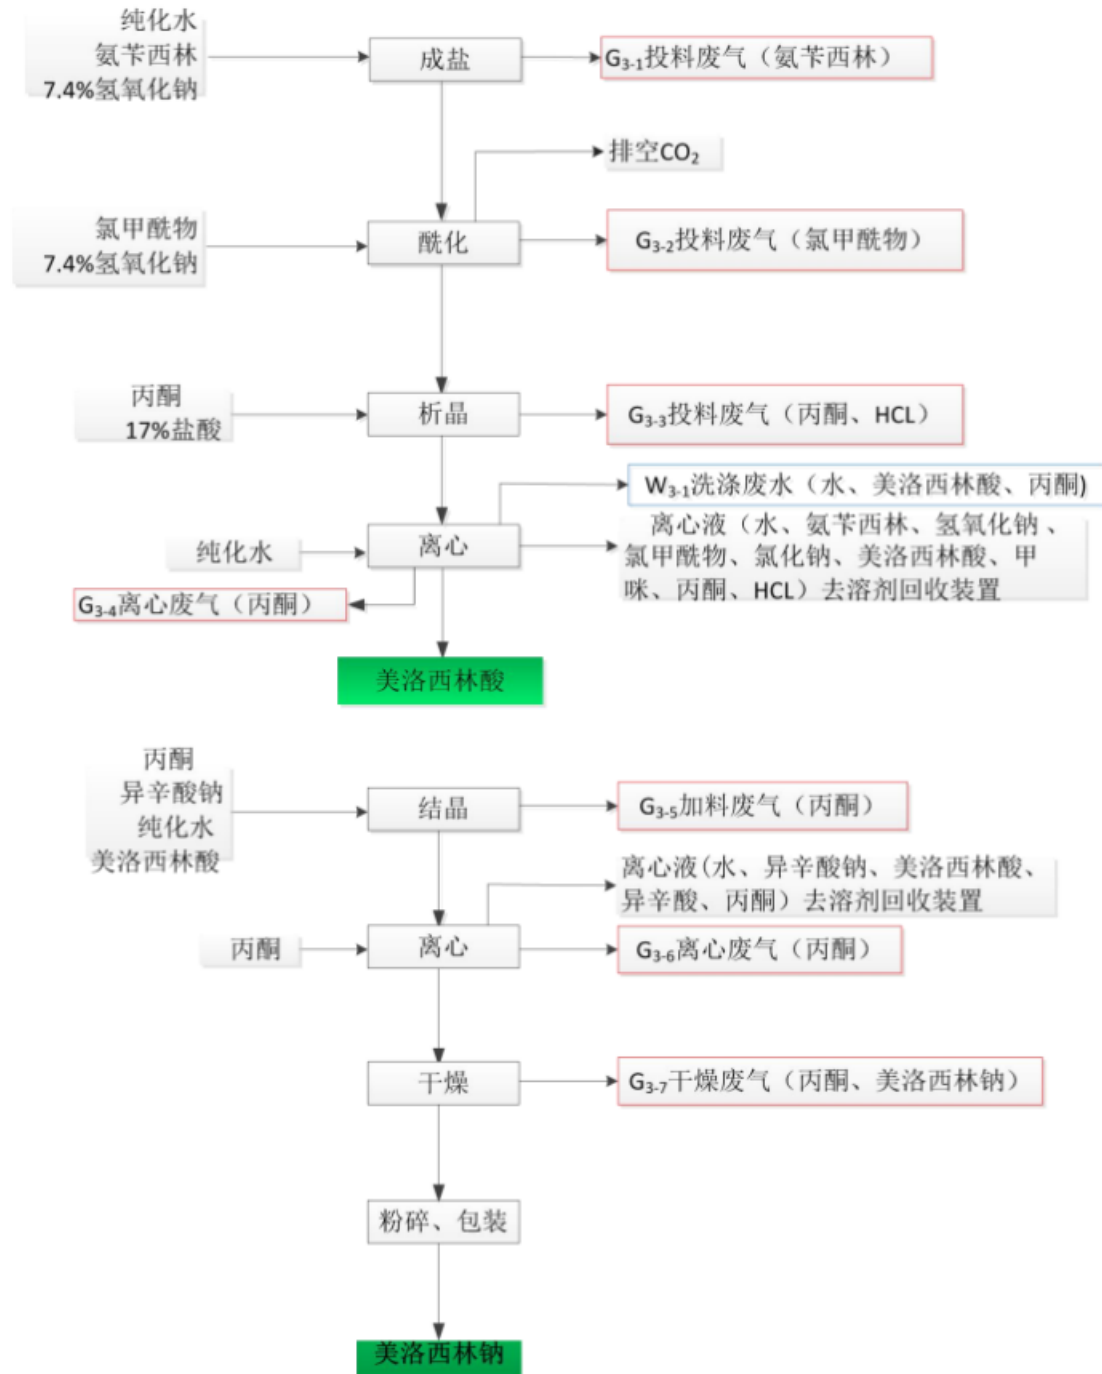 纯化水
氨苄西林
7.4%氢氧化钠
成盐
G3-1投料废气（氨苄西林）
排空CO2
氯甲酰物
7.4%氢氧化钠
酰化
G3-2投料废气（氯甲酰物）
丙酮
17%盐酸
析晶
G3-3投料废气（丙酮、HCL）
W3-1洗涤废水（水、美洛西林酸、丙酮)
纯化水
离心
离心液（水、氨苄西林、氢氧化钠、
氯甲酰物、氯化钠、美洛西林酸、甲
咪、丙酮、HCL）去溶剂回收装置
G3-4离心废气（丙酮）
美洛西林酸
丙酮
异辛酸钠
纯化水
美洛西林酸
结晶
G3-5加料废气（丙酮）
离心液(水、异辛酸钠、美洛西林酸、
异辛酸、丙酮）去溶剂回收装置
丙酮
离心
G3-6离心废气（丙酮）
干燥
G3-7干燥废气（丙酮、美洛西林钠）
粉碎、包装
美洛西林钠